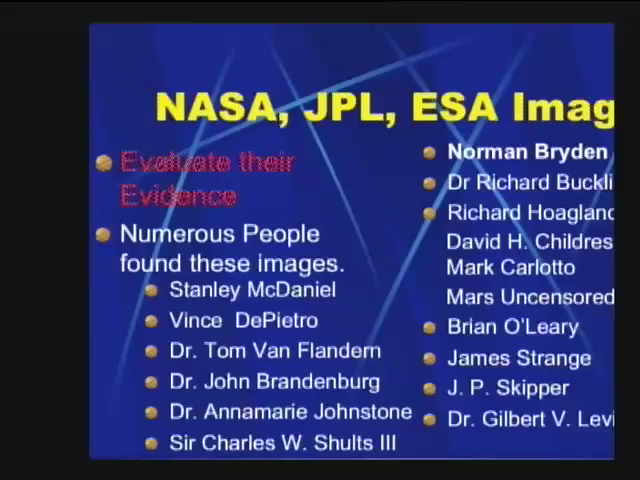 NASA, JPL, ESA Imag
Evaluate their
Evidence
Numerous People
found these images.
Stanley McDaniel
Vince DePietro
Dr. Tom Van Flandern
Dr. John Brandenburg
Dr. Annamarie Johnstone
Sir Charles W. Shults III
Norman Bryden
Dr Richard Buckli
Richard Hoagland
David H. Childres
Mark Carlotto
Mars Uncensored
Brian O'Leary
James Strange
J. P. Skipper
Dr. Gilbert V. Levi